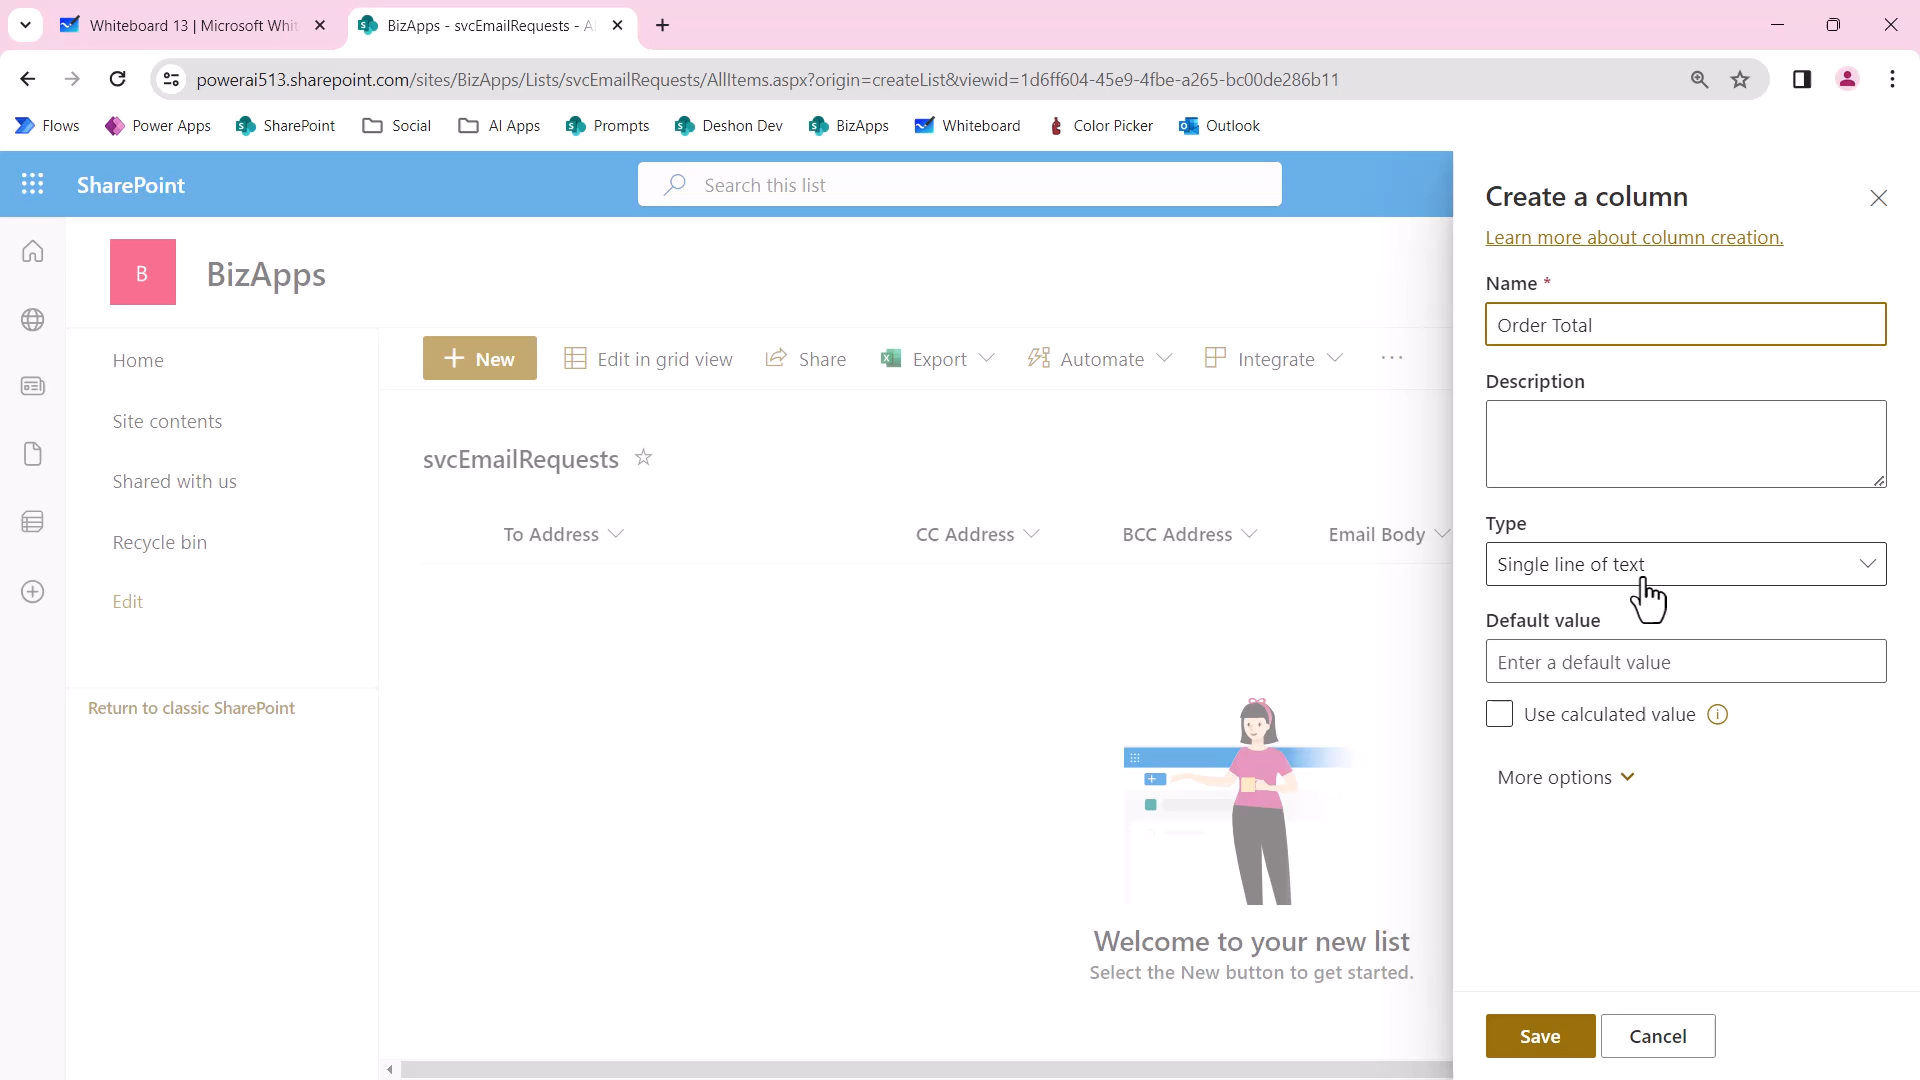 Whiteboard 13 | Microsoft Whit
BizApps - svcEmailRequests - Al
powerai513.sharepoint.com/sites/BizApps/Lists/svcEmailRequests/AllItems.aspx?origin=createList&viewid=1d6ff604-45e9-4fbe-a265-bc00de286b11
Flows
Power Apps
SharePoint
Social
AI Apps
Prompts
Deshon Dev
BizApps
Whiteboard
Color Picker
Outlook
SharePoint
Search this list
B
BizApps
Home
Site contents
Shared with us
Recycle bin
Edit
Return to classic SharePoint
New
Edit in grid view
Share
Export
Automate
Integrate
svcEmailRequests
To Address
CC Address
BCC Address
Email Body
Welcome to your new list
Select the New button to get started.
Create a column
Learn more about column creation.
Name *
Order Total
Description
Type
Single line of text
Default value
Enter a default value
Use calculated value
More options
Save
Cancel